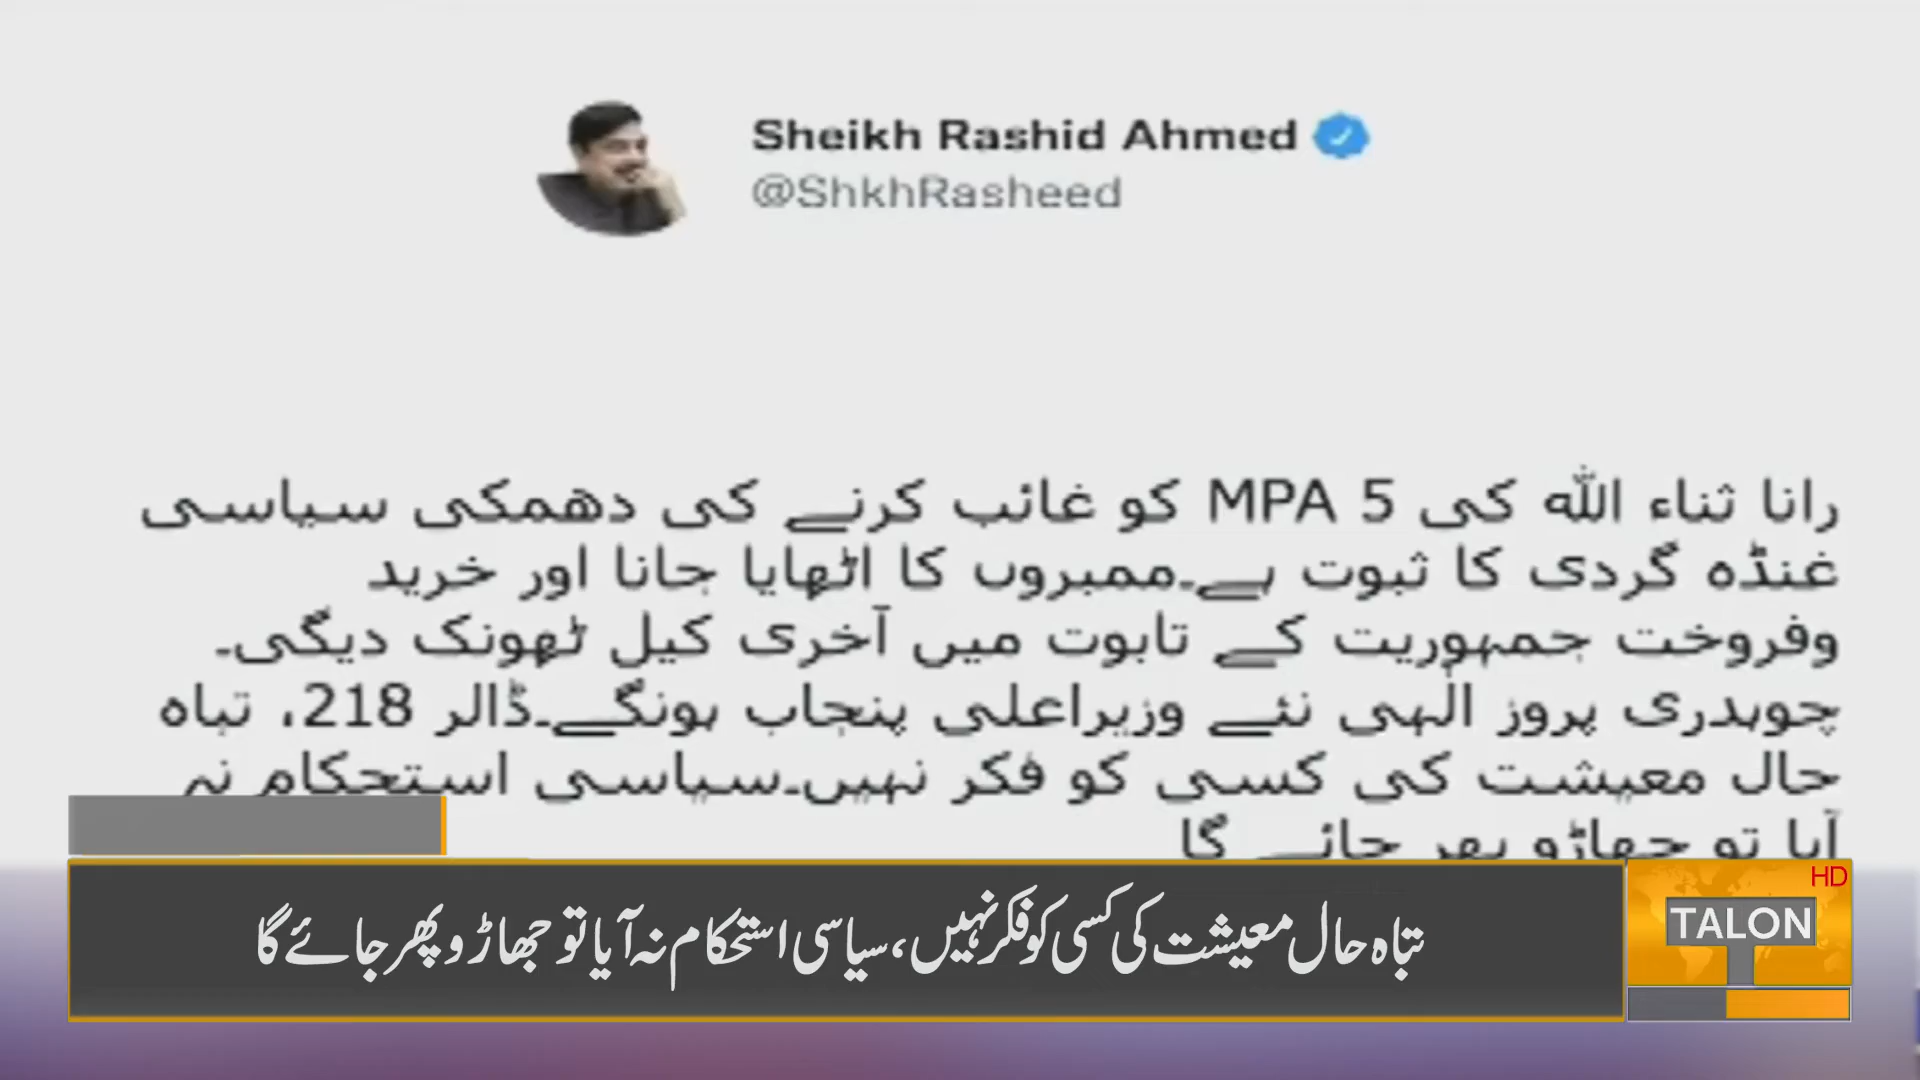 Sheikh Rashid Ahmed
@ShkhRasheed
رانا ثناء اللہ کی 5 MPA کو غائب کرنے کی دھمکی سیاسی
غنڈہ گردی کا ثبوت ہے۔ممبروں کا اٹھایا جانا اور خرید
وفروخت جمہوریت کے تابوت میں آخری کیل ٹھونک دیگی۔
چوہدری پروز الٰہی نئے وزیراعلی پنجاب ہونگے۔ڈالر 218، تباہ
حال معیشت کی کسی کو فکر نہیں۔سیاسی استحکام نہ
آیا تو جھاڑو پھر جائے گا
تباہ حال معیشت کی کسی کو فکر نہیں، سیاسی استحکام نہ آیا تو جھاڑو پھر جائے گا
HD
TALON